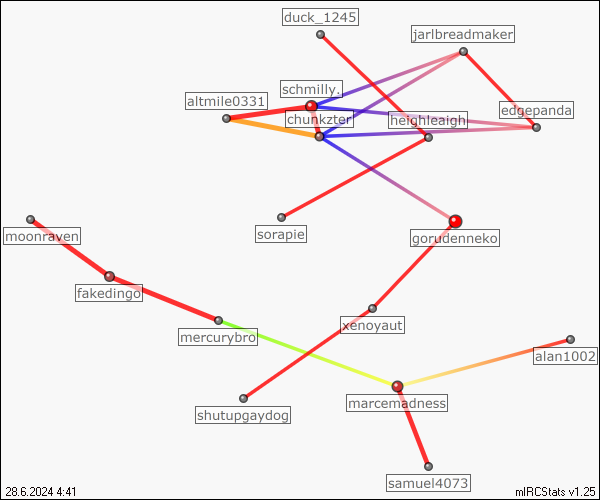 duck_1245
jarlbreadmaker
schmilly.
altmile0331
edgepanda
chunkzter
heighleaigh
sorapie
moonraven
gorudenneko
fakedingo
xenoyaut
mercurybro
alan1002
marcemadness
shutupgaydog
samuel4073
28.6.2024 4:41
mIRCStats v1.25